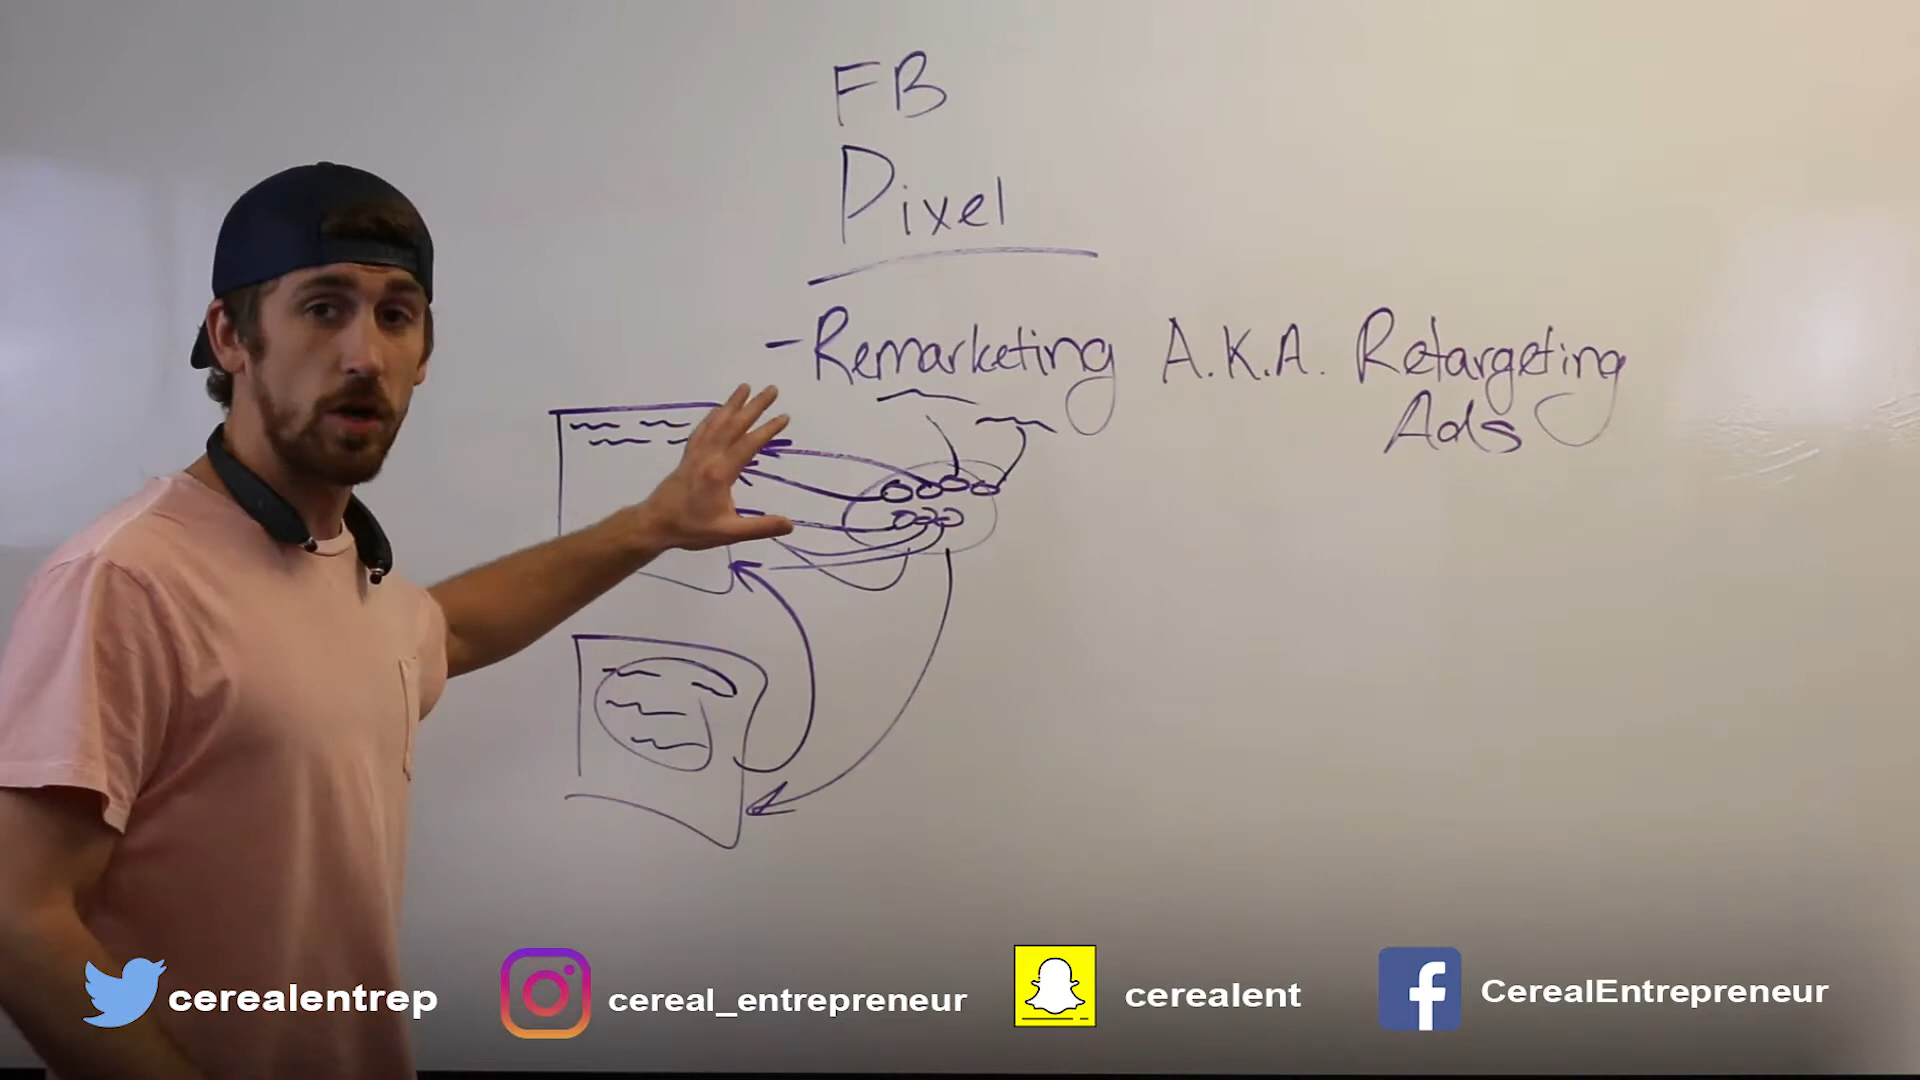 FB
Pixel
- Remarketing A.K.A. Retargeting
Ads
cerealentrep
cereal_entrepreneur
cerealent
CerealEntrepreneur